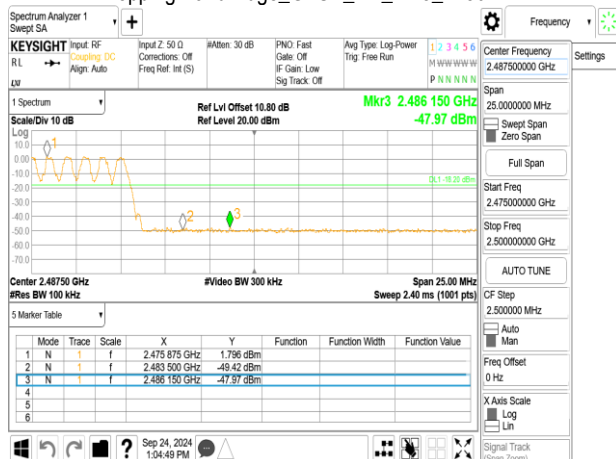 Spectrum Analyzer 1
Swept SA
Frequency
Settings
KEYSIGHT
RL
Input: RF
Coupling: DC
Align: Auto
Input Z: 50 Ω
Corrections: Off
Freq Ref: Int (S)
#Atten: 30 dB
PNO: Fast
Gate: Off
IF Gain: Low
Sig Track: Off
Avg Type: Log-Power
Trig: Free Run
1 2 3 4 5 6
M W W W W W
P N N N N N
1 Spectrum
Scale/Div 10 dB
Ref Lvl Offset 10.80 dB
Ref Level 20.00 dBm
Mkr3 2.486 150 GHz
-47.97 dBm
Log
10.0
0.00
-10.0
-20.0
-30.0
-40.0
-50.0
-60.0
-70.0
1
2
3
DL1 -18.20 dBm
Center 2.48750 GHz
#Res BW 100 kHz
#Video BW 300 kHz
Span 25.00 MHz
Sweep 2.40 ms (1001 pts)
5 Marker Table
Mode Trace Scale X Y Function Function Width Function Value
1 N 1 f 2.475 875 GHz 1.796 dBm
2 N 1 f 2.483 500 GHz -49.42 dBm
3 N 1 f 2.486 150 GHz -47.97 dBm
4
5
6
Sep 24, 2024
1:04:49 PM
Center Frequency
2.487500000 GHz
Span
25.0000000 MHz
Swept Span
Zero Span
Full Span
Start Freq
2.475000000 GHz
Stop Freq
2.500000000 GHz
AUTO TUNE
CF Step
2.500000 MHz
Auto
Man
Freq Offset
0 Hz
X Axis Scale
Log
Lin
Signal Track
(Span Zoom)